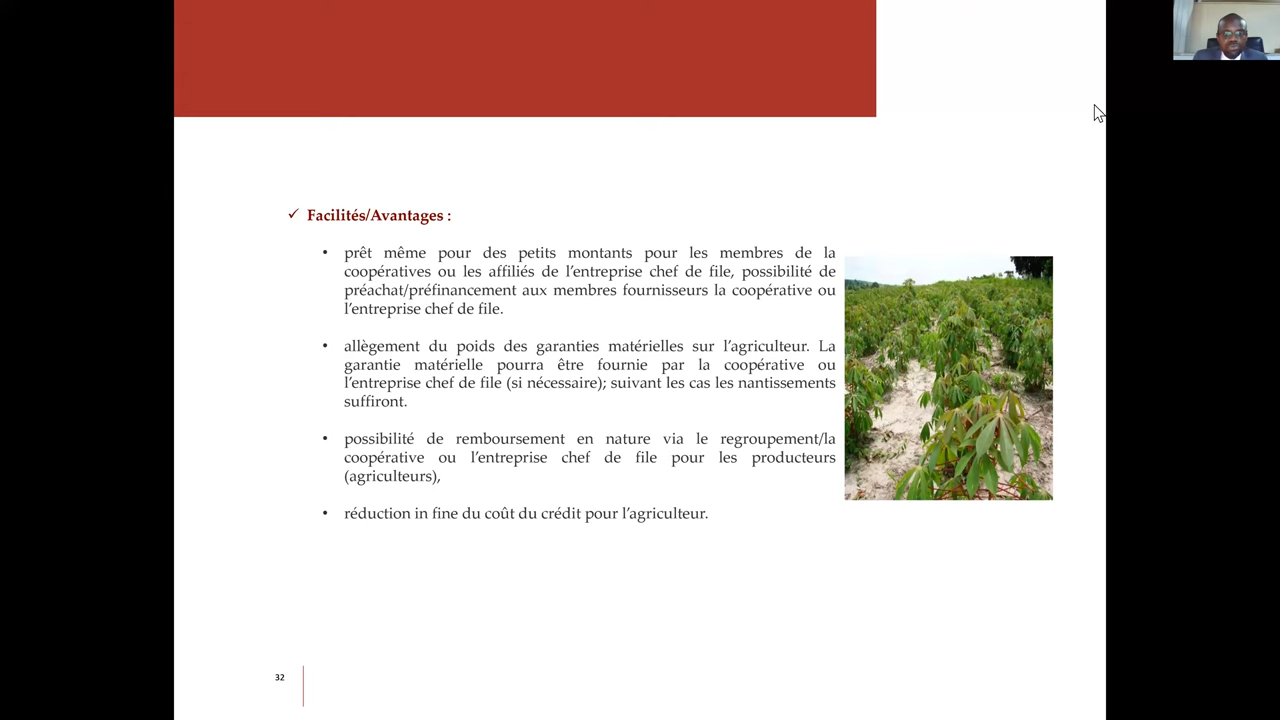 ✓ Facilités/Avantages :
• prêt même pour des petits montants pour les membres de la
coopératives ou les affiliés de l'entreprise chef de file, possibilité de
préachat/préfinancement aux membres fournisseurs la coopérative ou
l'entreprise chef de file.
• allègement du poids des garanties matérielles sur l'agriculteur. La
garantie matérielle pourra être fournie par la coopérative ou
l'entreprise chef de file (si nécessaire); suivant les cas les nantissements
suffiront.
• possibilité de remboursement en nature via le regroupement/la
coopérative ou l'entreprise chef de file pour les producteurs
(agriculteurs),
• réduction in fine du coût du crédit pour l'agriculteur.
32